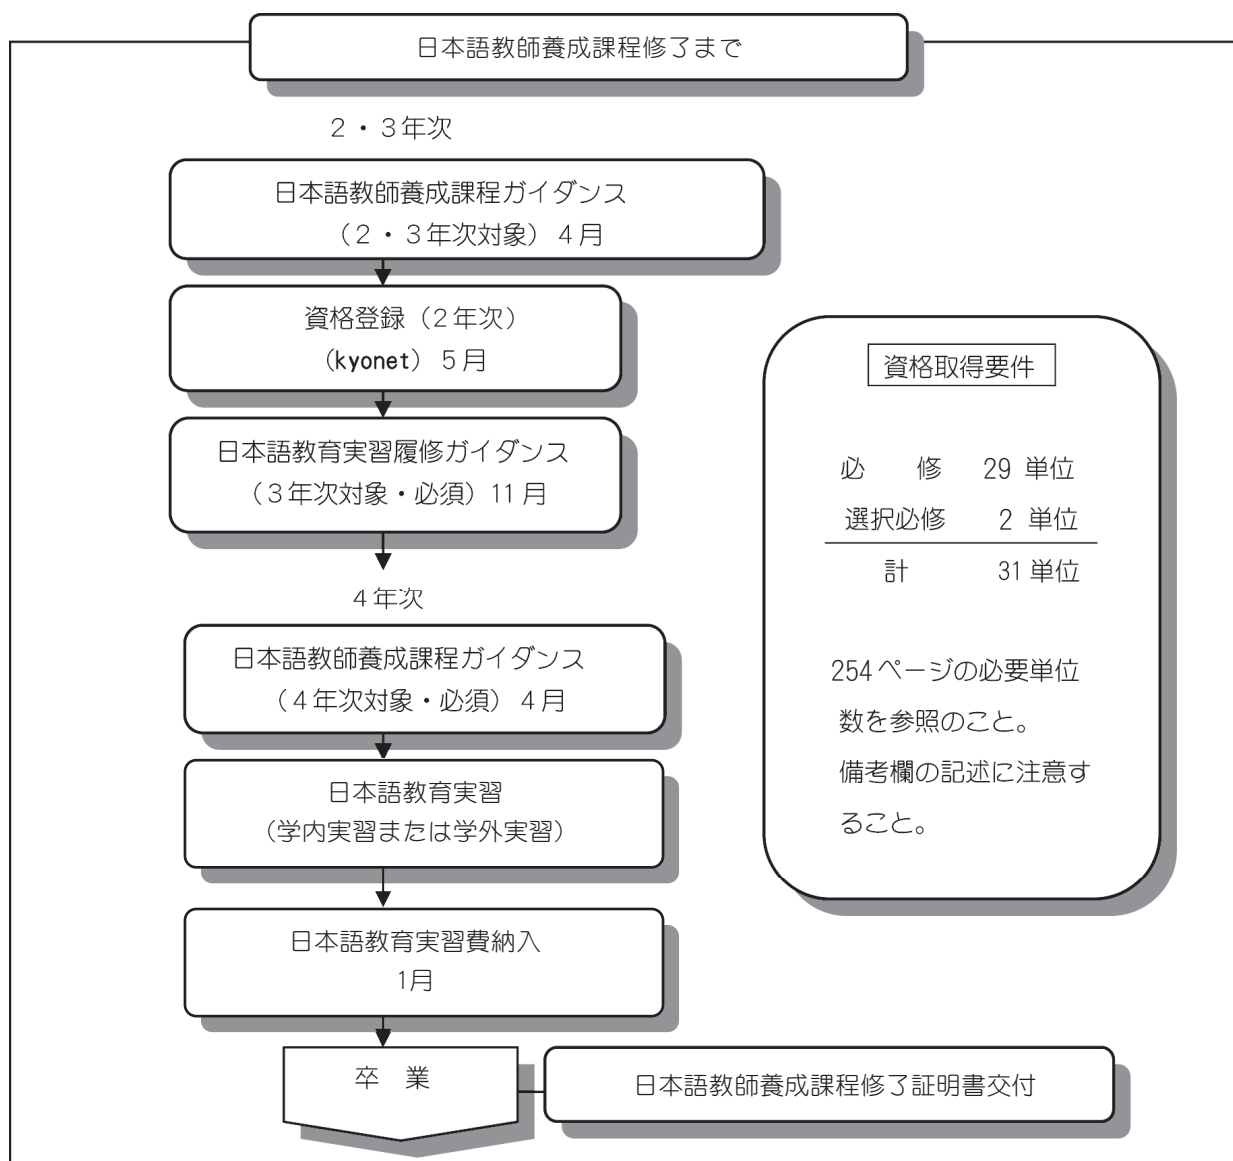 日本語教師養成課程修了まで
２・３年次
日本語教師養成課程ガイダンス
（２・３年次対象）４月
資格登録（２年次）
（kyonet）５月
日本語教育実習履修ガイダンス
（３年次対象・必須）11月
４年次
日本語教師養成課程ガイダンス
（４年次対象・必須）４月
日本語教育実習
（学内実習または学外実習）
日本語教育実習費納入
1月
卒　業
日本語教師養成課程修了証明書交付
資格取得要件
必　　修　29 単位
選択必修　2 単位
計　31単位
254ページの必要単位
数を参照のこと。
備考欄の記述に注意す
ること。